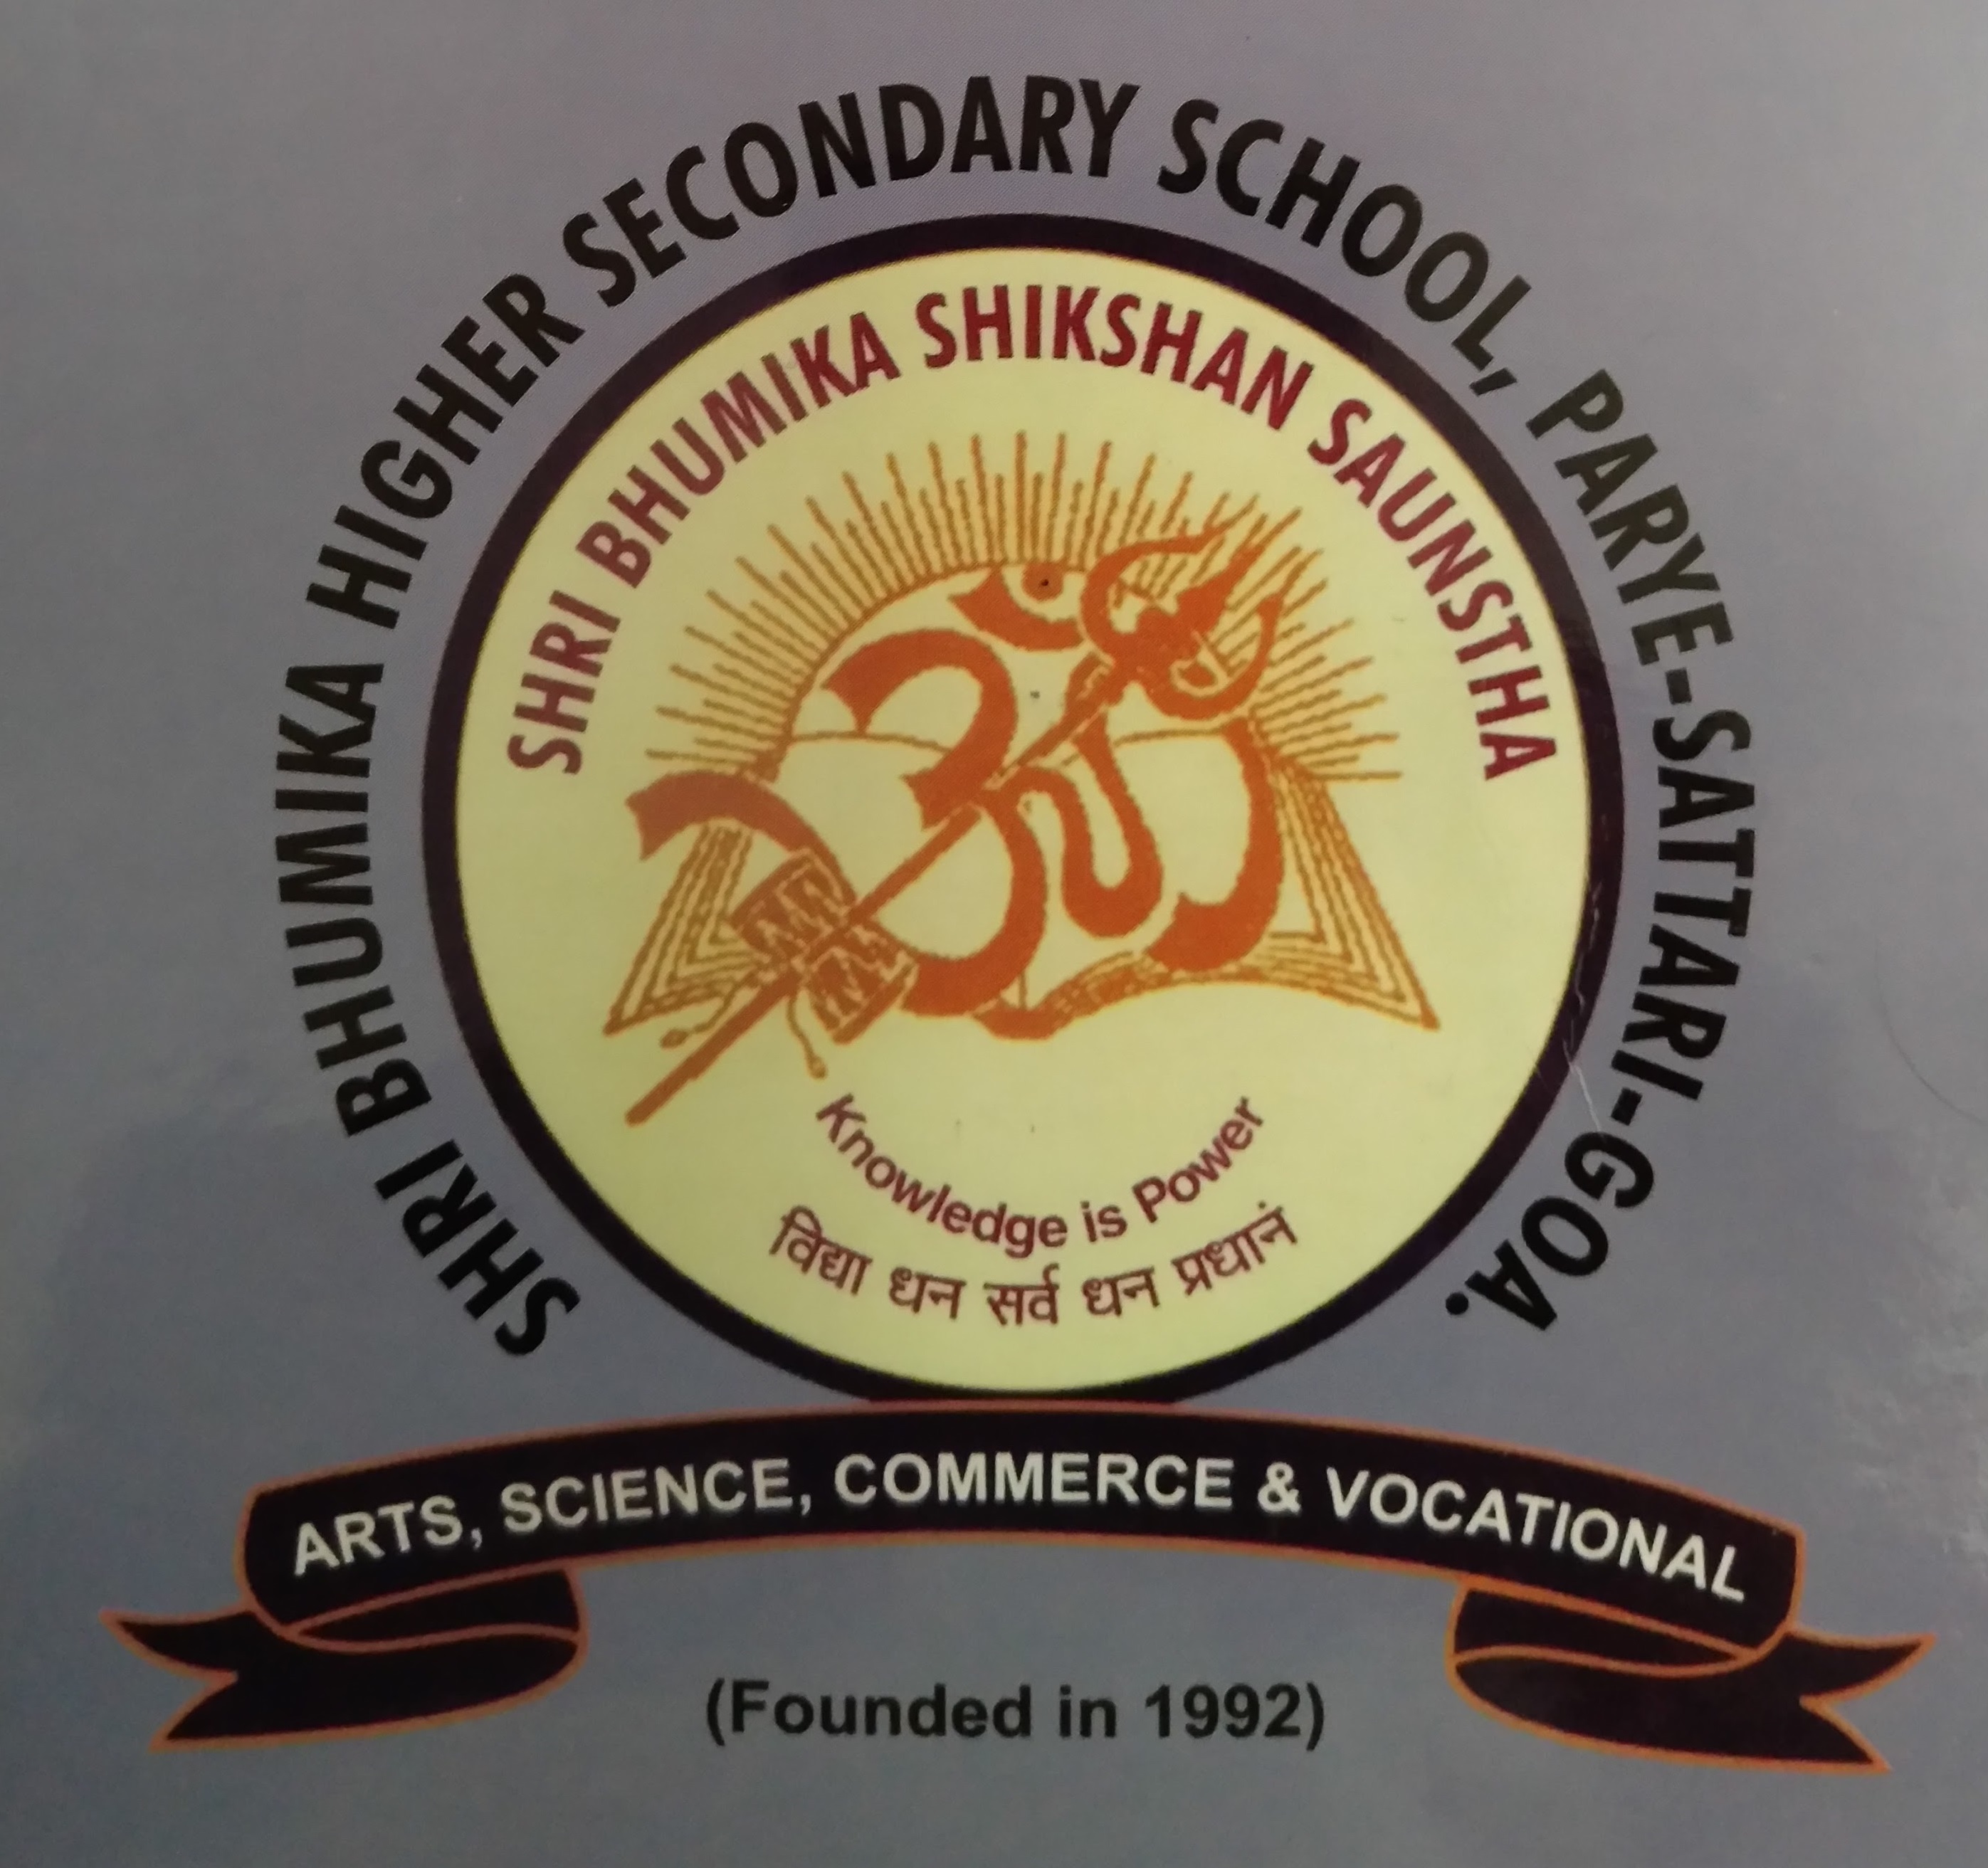 SHRI BHUMIKA HIGHER SECONDARY SCHOOL, PARYE-SATTARI-GOA.
SHRI BHUMIKA SHIKSHAN SAUNSTHA
Knowledge is Power
विद्या धन सर्व धन प्रधानं
ARTS, SCIENCE, COMMERCE & VOCATIONAL
(Founded in 1992)